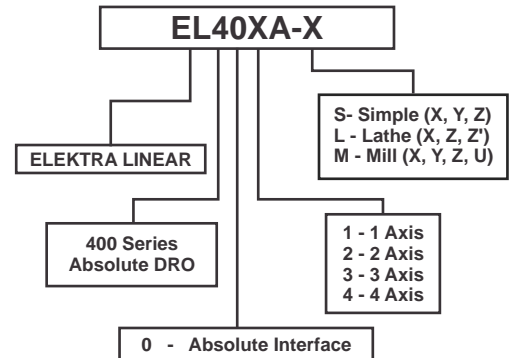 EL40XA-X
S- Simple (X, Y, Z)
L - Lathe (X, Z, Z')
M - Mill (X, Y, Z, U)
ELEKTRA LINEAR
400 Series
Absolute DRO
1 - 1 Axis
2 - 2 Axis
3 - 3 Axis
4 - 4 Axis
0 - Absolute Interface